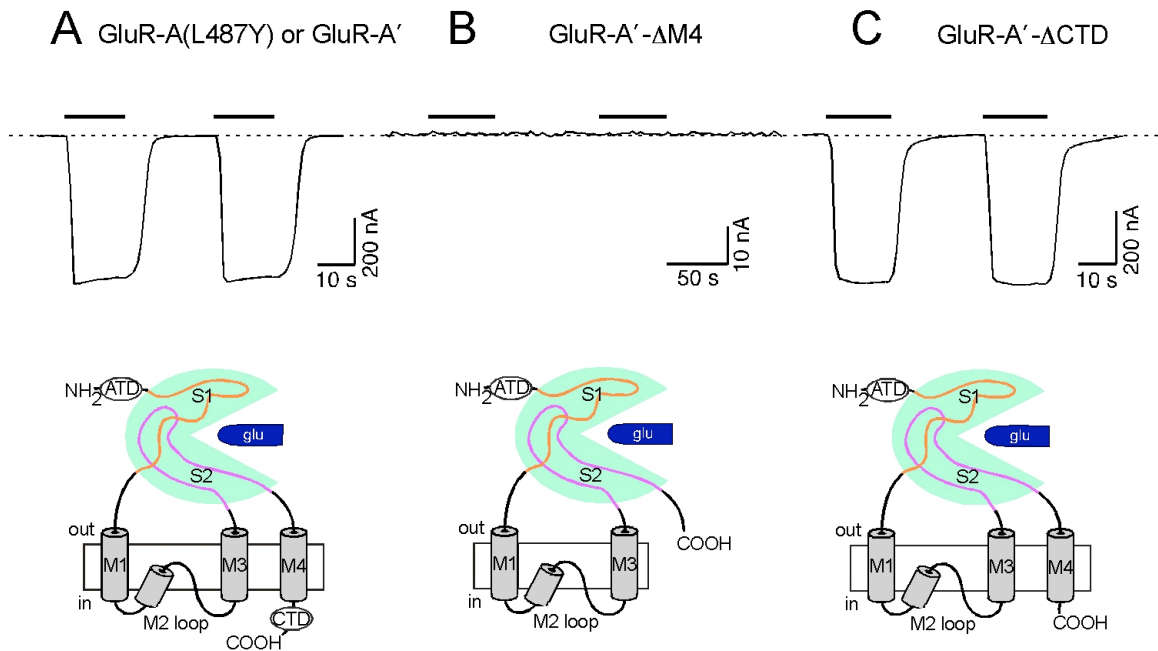 A GluR-A(L487Y) or GluR-A′
B GluR-A′-ΔM4
C GluR-A′-ΔCTD
10 s
200 nA
50 s
10 nA
10 s
200 nA
NH2
ATD
S1
glu
S2
out
M1
M3
M4
in
M2 loop
CTD
COOH
NH2
ATD
S1
glu
S2
out
COOH
M1
M3
in
M2 loop
NH2
ATD
S1
glu
S2
out
M1
M3
M4
in
M2 loop
COOH